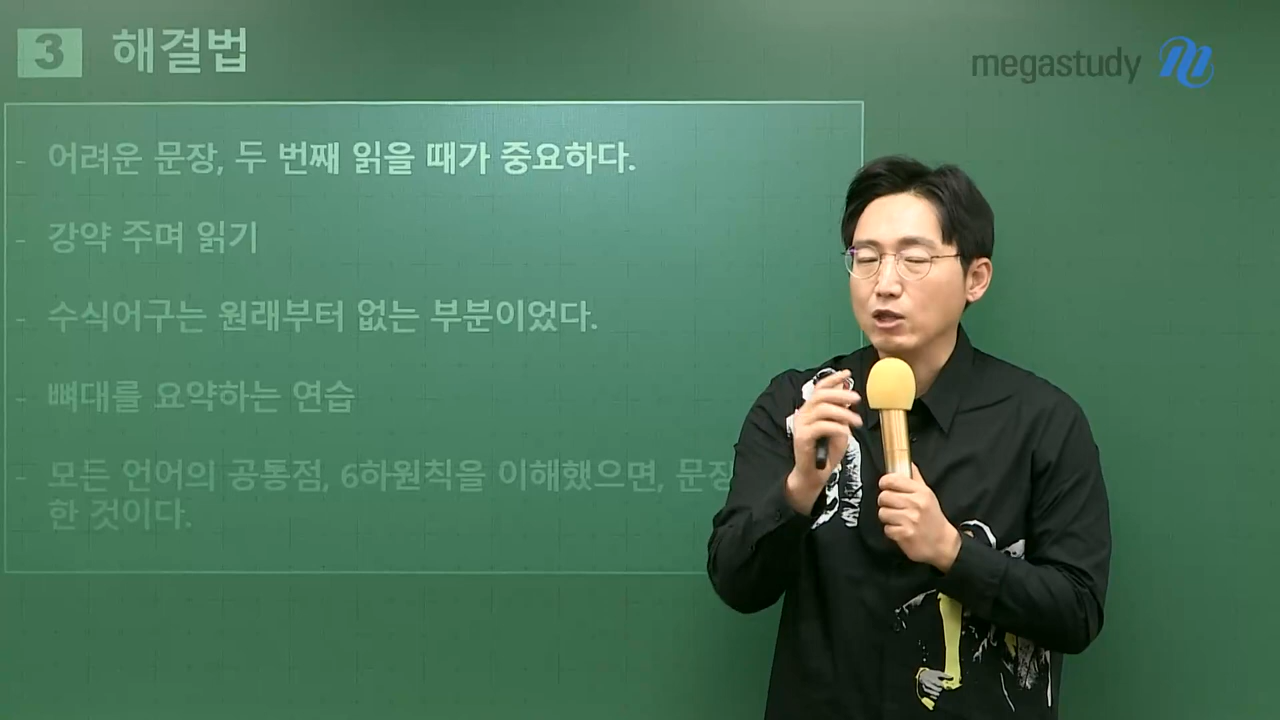 3 해결법
megastudy
- 어려운 문장, 두 번째 읽을 때가 중요하다.
- 강약 주며 읽기
- 수식어구는 원래부터 없는 부분이었다.
- 뼈대를 요약하는 연습
- 모든 언어의 공통점, 6하원칙을 이해했으면, 문장
한 것이다.